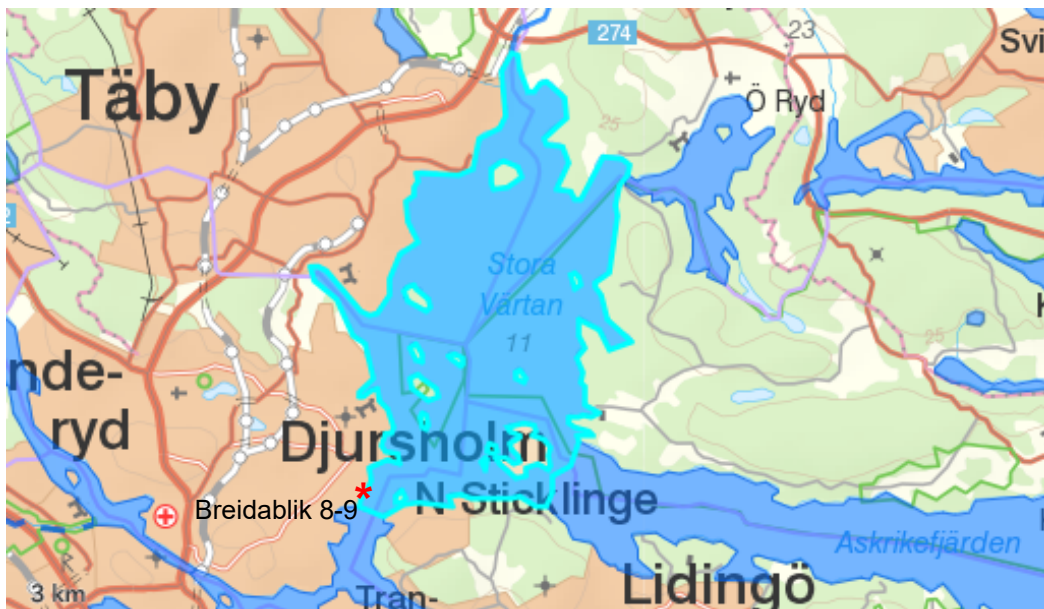 274
23
Svi
Täby
Ö Ryd
25
2
Stora
Värtan
11
25
K
nde-
ryd
Djursholm
Breidablik 8-9
*
N Sticklinge
Askrikefjärden
3 km
Tran-
Lidingö